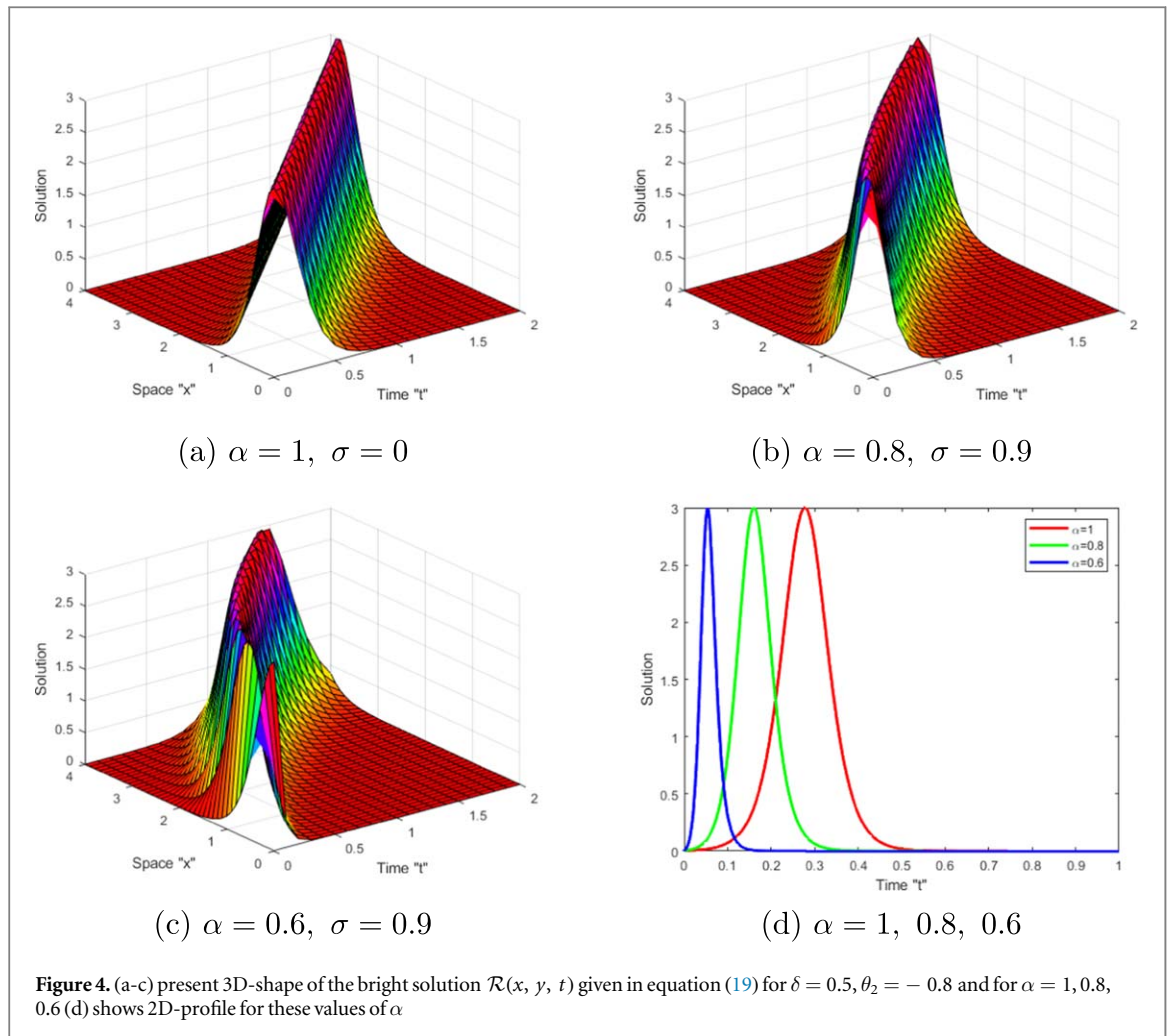 3
2.5
2
1.5
1
0.5
0
Solution
4
3
2
1
0
Space "x"
0
0.5
1
1.5
2
Time "t"
(a) α = 1, σ = 0
3
2.5
2
1.5
1
0.5
0
Solution
4
3
2
1
0
Space "x"
0
0.5
1
1.5
2
Time "t"
(b) α = 0.8, σ = 0.9
3
2.5
2
1.5
1
0.5
0
Solution
4
3
2
1
0
Space "x"
0
0.5
1
1.5
2
Time "t"
(c) α = 0.6, σ = 0.9
3
2.5
2
1.5
1
0.5
0
Solution
α=1
α=0.8
α=0.6
0 0.1 0.2 0.3 0.4 0.5 0.6 0.7 0.8 0.9 1
Time "t"
(d) α = 1, 0.8, 0.6
Figure 4. (a-c) present 3D-shape of the bright solution ℛ(x, y, t) given in equation (19) for δ = 0.5, θ₂ = − 0.8 and for α = 1, 0.8,
0.6 (d) shows 2D-profile for these values of α